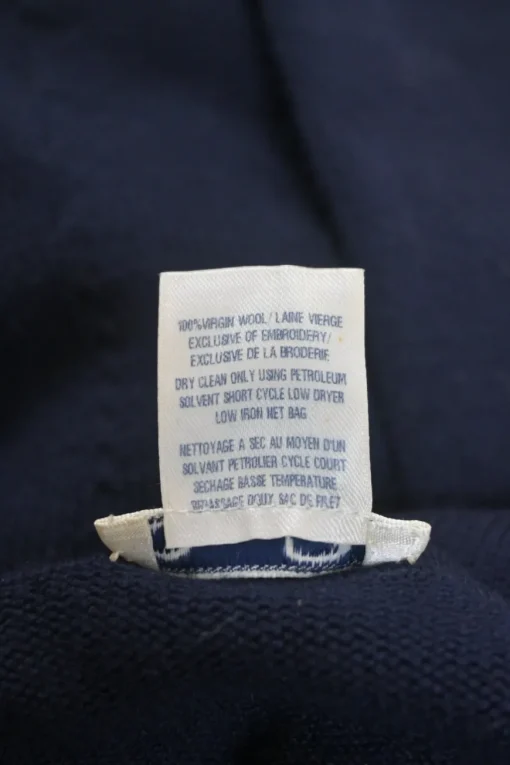 100% VIRGIN WOOL / LAINE VIERGE
EXCLUSIVE OF EMBROIDERY/
EXCLUSIVE DE LA BRODERIE
DRY CLEAN ONLY USING PETROLEUM
SOLVENT SHORT CYCLE LOW DRYER
LOW IRON NET BAG
NETTOYAGE A SEC AU MOYEN D'UN
SOLVANT PETROLIER CYCLE COURT
SECHAGE BASSE TEMPERATURE
REPASSAGE DOUX SAC DE FILET